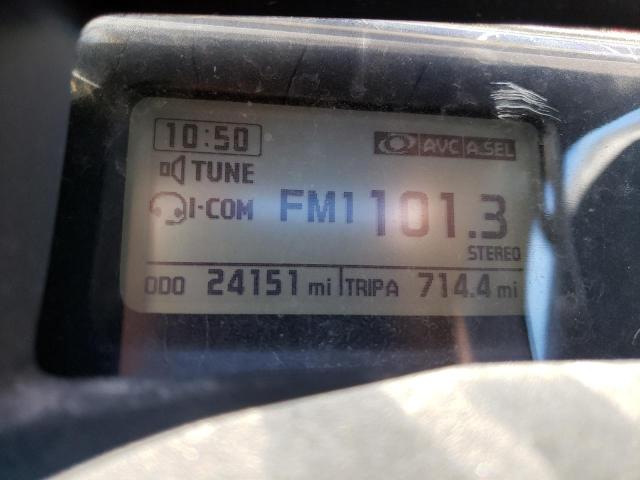 10:50 AVC A.SEL
TUNE
I-COM FM1 101.3
STEREO
ODO 24151 mi TRIPA 714.4 mi